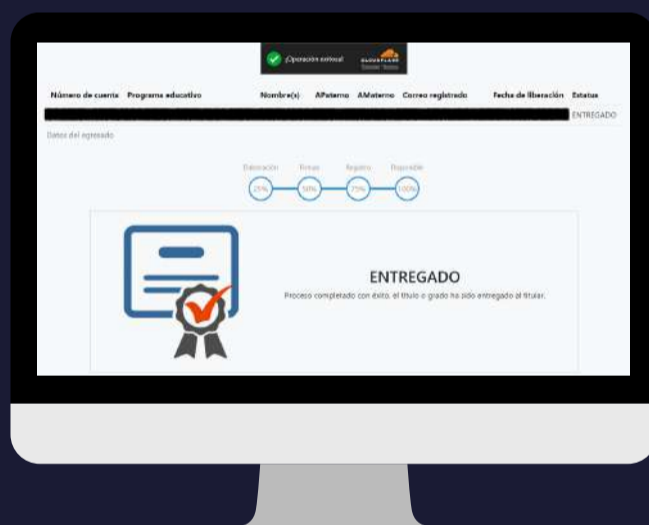 ¡Operación exitosa!
CLOUDFLARE
Número de cuenta Programa educativo Nombre(s) APaterno AMaterno Correo registrado Fecha de liberación Estatus
ENTREGADO
Datos del egresado
Elaboración Firmas Registro Disponible
25% 50% 75% 100%
ENTREGADO
Proceso completado con éxito, el título o grado ha sido entregado al titular.